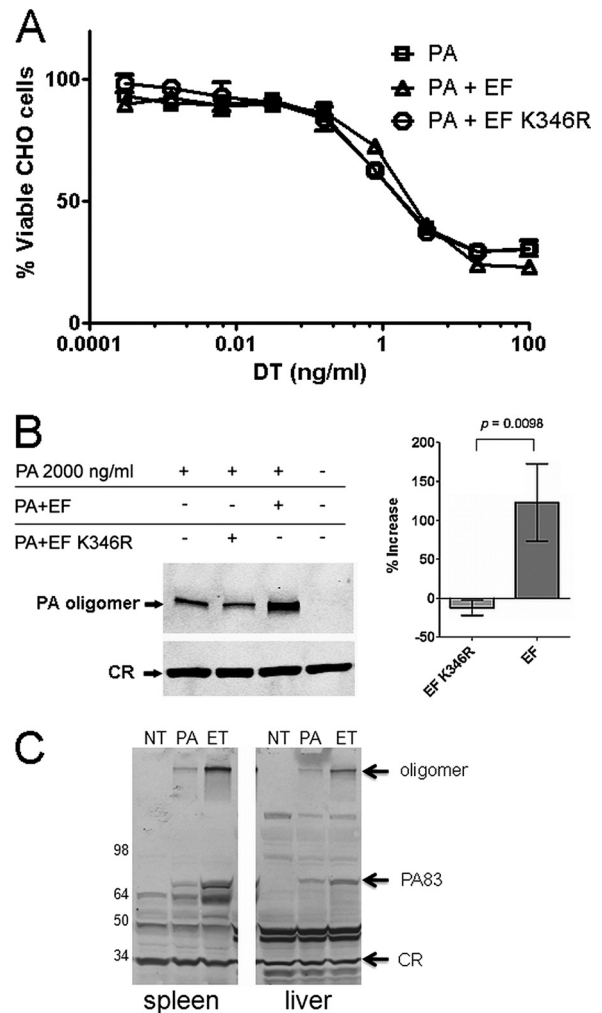 A
PA
PA + EF
PA + EF K346R
% Viable CHO cells
100
50
0
0.0001 0.01 1 100
DT (ng/ml)
B
PA 2000 ng/ml + + + -
PA+EF - - + -
PA+EF K346R - + - -
PA oligomer
CR
p = 0.0098
% Increase
200
150
100
50
0
-50
EF K346R
EF
C
NT PA ET NT PA ET
oligomer
98
PA83
64
50
34
CR
spleen liver